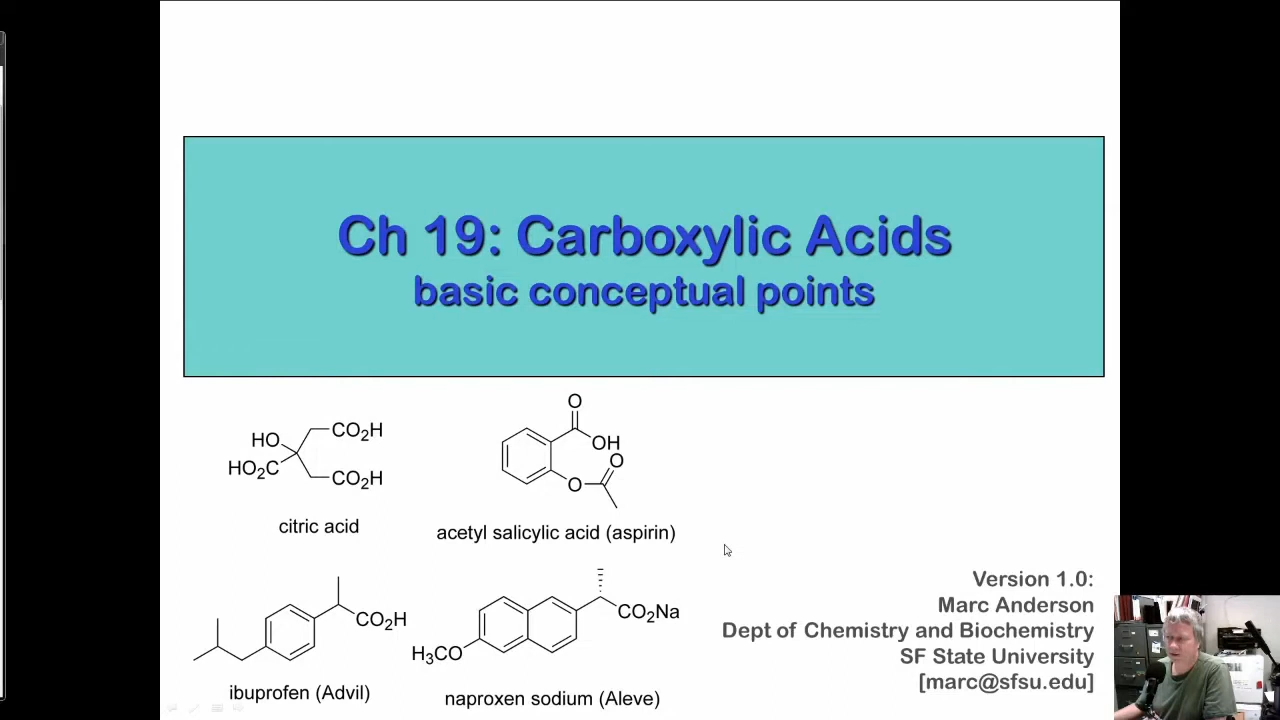 Ch 19: Carboxylic Acids
basic conceptual points
HO
CO2H
HO2C
CO2H
citric acid
O
OH
O
O
acetyl salicylic acid (aspirin)
CO2H
ibuprofen (Advil)
CO2Na
H3CO
naproxen sodium (Aleve)
Version 1.0:
Marc Anderson
Dept of Chemistry and Biochemistry
SF State University
[marc@sfsu.edu]